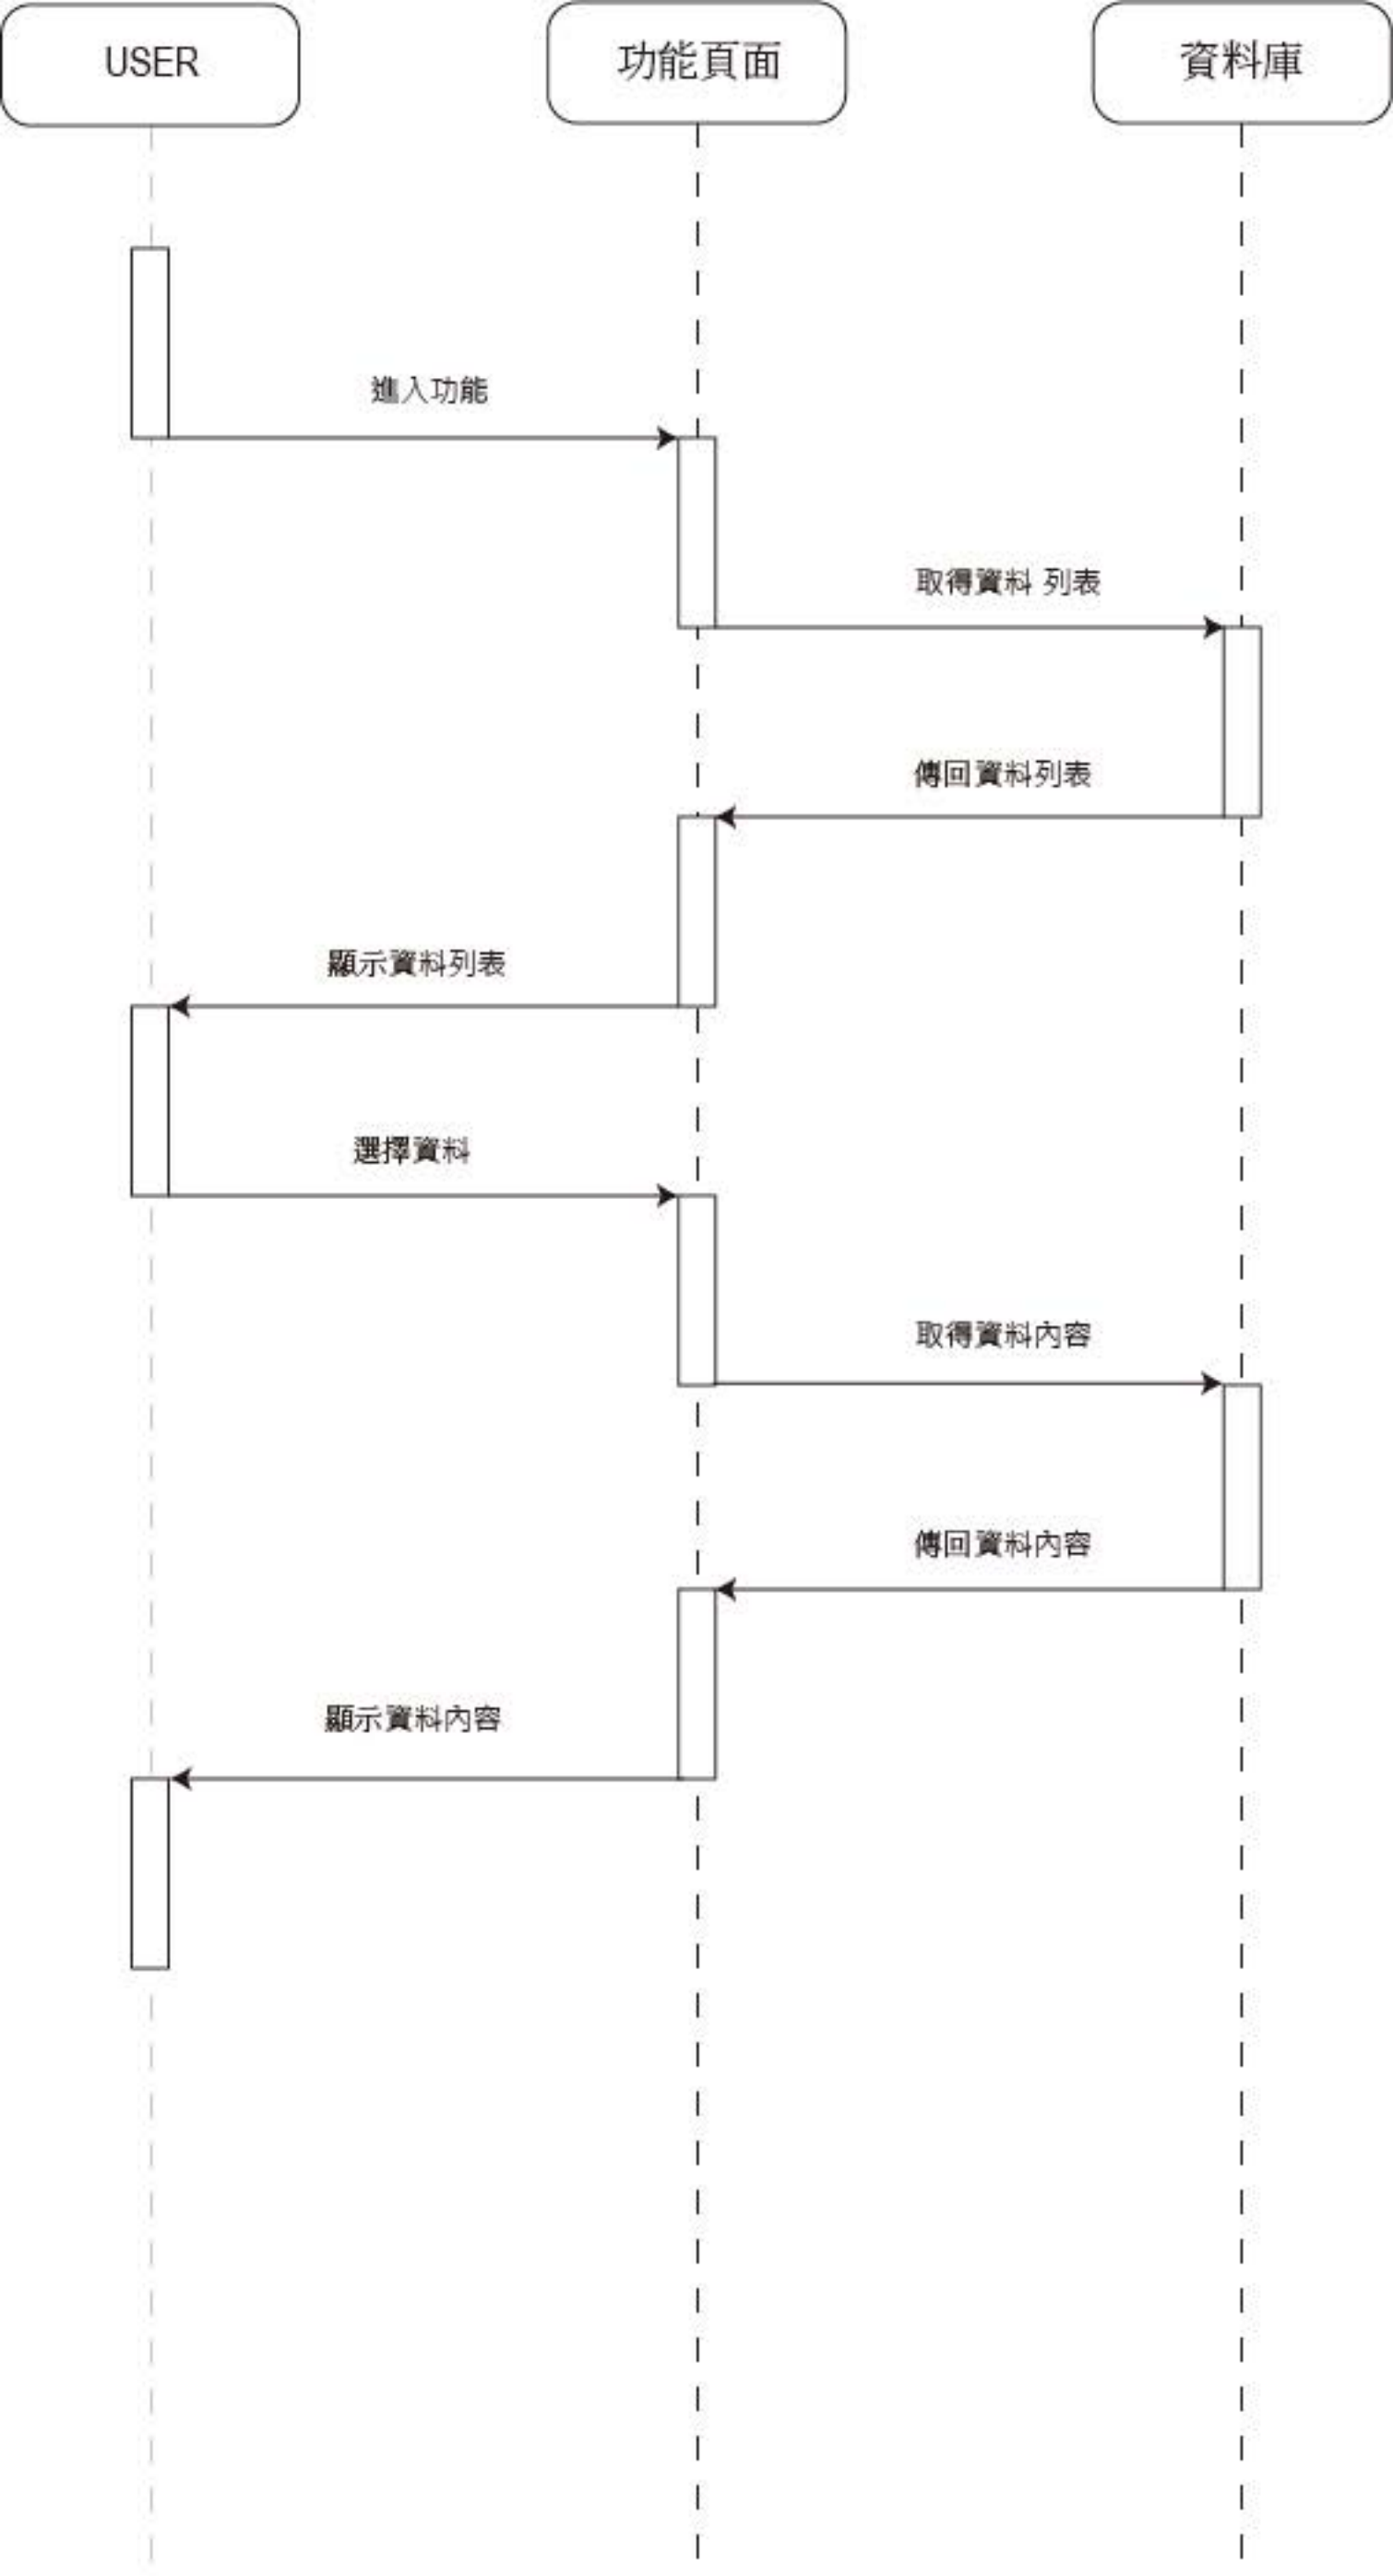 USER
功能頁面
資料庫
進入功能
取得資料 列表
傳回資料列表
顯示資料列表
選擇資料
取得資料內容
傳回資料內容
顯示資料內容